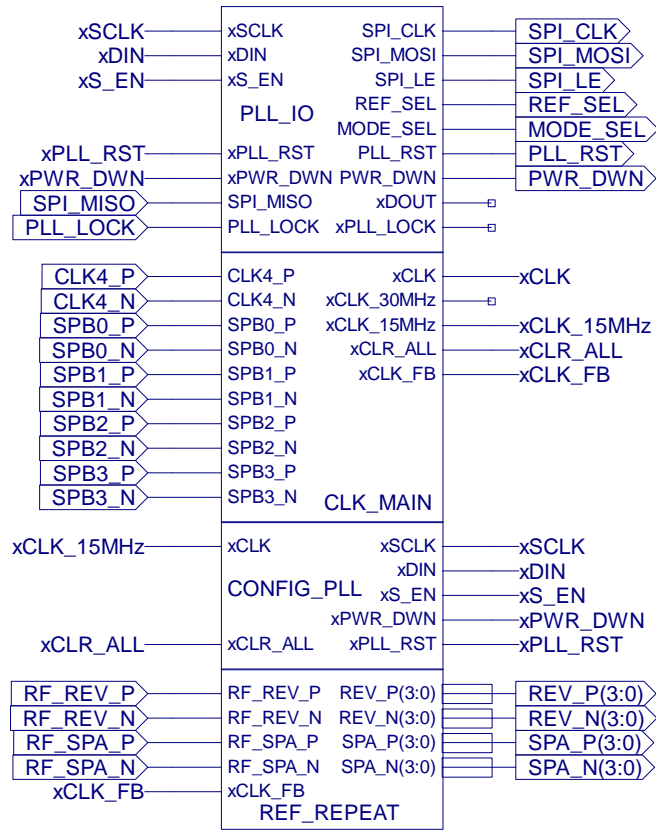 xSCLK xSCLK SPI_CLK SPI_CLK
xDIN xDIN SPI_MOSI SPI_MOSI
xS_EN xS_EN SPI_LE SPI_LE
PLL_IO REF_SEL REF_SEL
MODE_SEL MODE_SEL
xPLL_RST xPLL_RST PLL_RST PLL_RST
xPWR_DWN xPWR_DWN PWR_DWN PWR_DWN
SPI_MISO SPI_MISO xDOUT
PLL_LOCK PLL_LOCK xPLL_LOCK
CLK4_P CLK4_P xCLK xCLK
CLK4_N CLK4_N xCLK_30MHz
SPB0_P SPB0_P xCLK_15MHz xCLK_15MHz
SPB0_N SPB0_N xCLR_ALL xCLR_ALL
SPB1_P SPB1_P xCLK_FB xCLK_FB
SPB1_N SPB1_N
SPB2_P SPB2_P
SPB2_N SPB2_N
SPB3_P SPB3_P
SPB3_N SPB3_N CLK_MAIN
xCLK_15MHz xCLK xSCLK xSCLK
xDIN xDIN
CONFIG_PLL xS_EN xS_EN
xPWR_DWN xPWR_DWN
xCLR_ALL xCLR_ALL xPLL_RST xPLL_RST
RF_REV_P RF_REV_P REV_P(3:0) REV_P(3:0)
RF_REV_N RF_REV_N REV_N(3:0) REV_N(3:0)
RF_SPA_P RF_SPA_P SPA_P(3:0) SPA_P(3:0)
RF_SPA_N RF_SPA_N SPA_N(3:0) SPA_N(3:0)
xCLK_FB xCLK_FB
REF_REPEAT